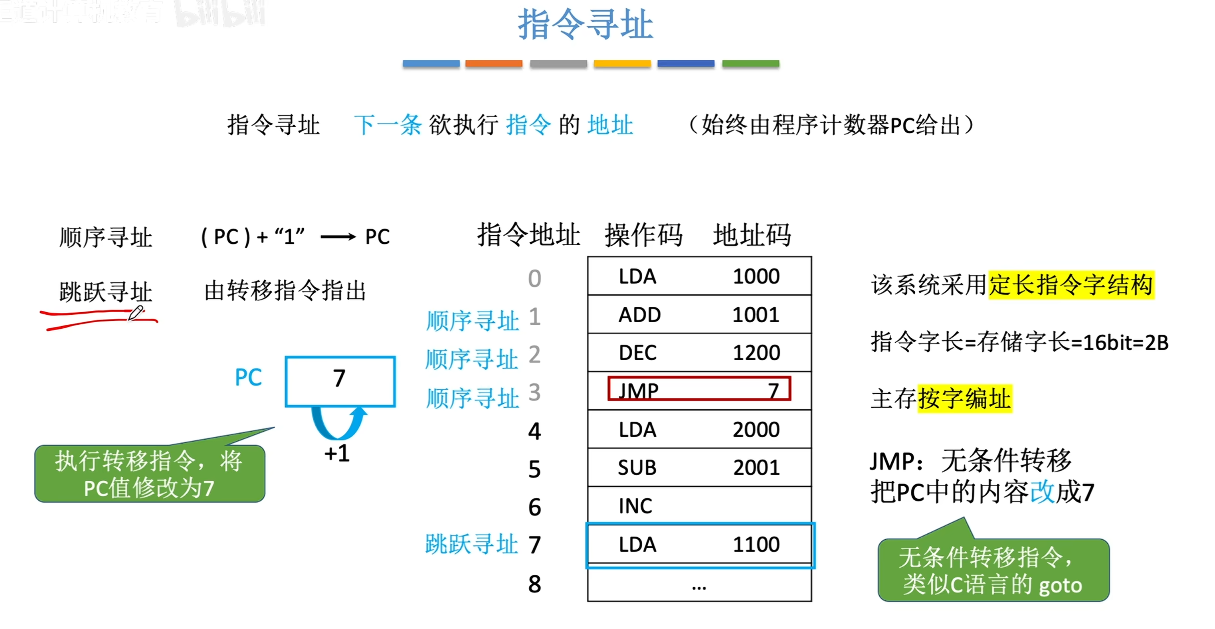 指令寻址
指令寻址 下一条 欲执行 指令 的 地址 （始终由程序计数器PC给出）
顺序寻址 ( PC ) + “1” → PC
跳跃寻址 由转移指令指出
PC 7
+1
执行转移指令，将
PC值修改为7
指令地址 操作码 地址码
0 LDA 1000
顺序寻址 1 ADD 1001
顺序寻址 2 DEC 1200
顺序寻址 3 JMP 7
4 LDA 2000
5 SUB 2001
6 INC
跳跃寻址 7 LDA 1100
8 ...
该系统采用定长指令字结构
指令字长=存储字长=16bit=2B
主存按字编址
JMP：无条件转移
把PC中的内容改成7
无条件转移指令，
类似C语言的 goto